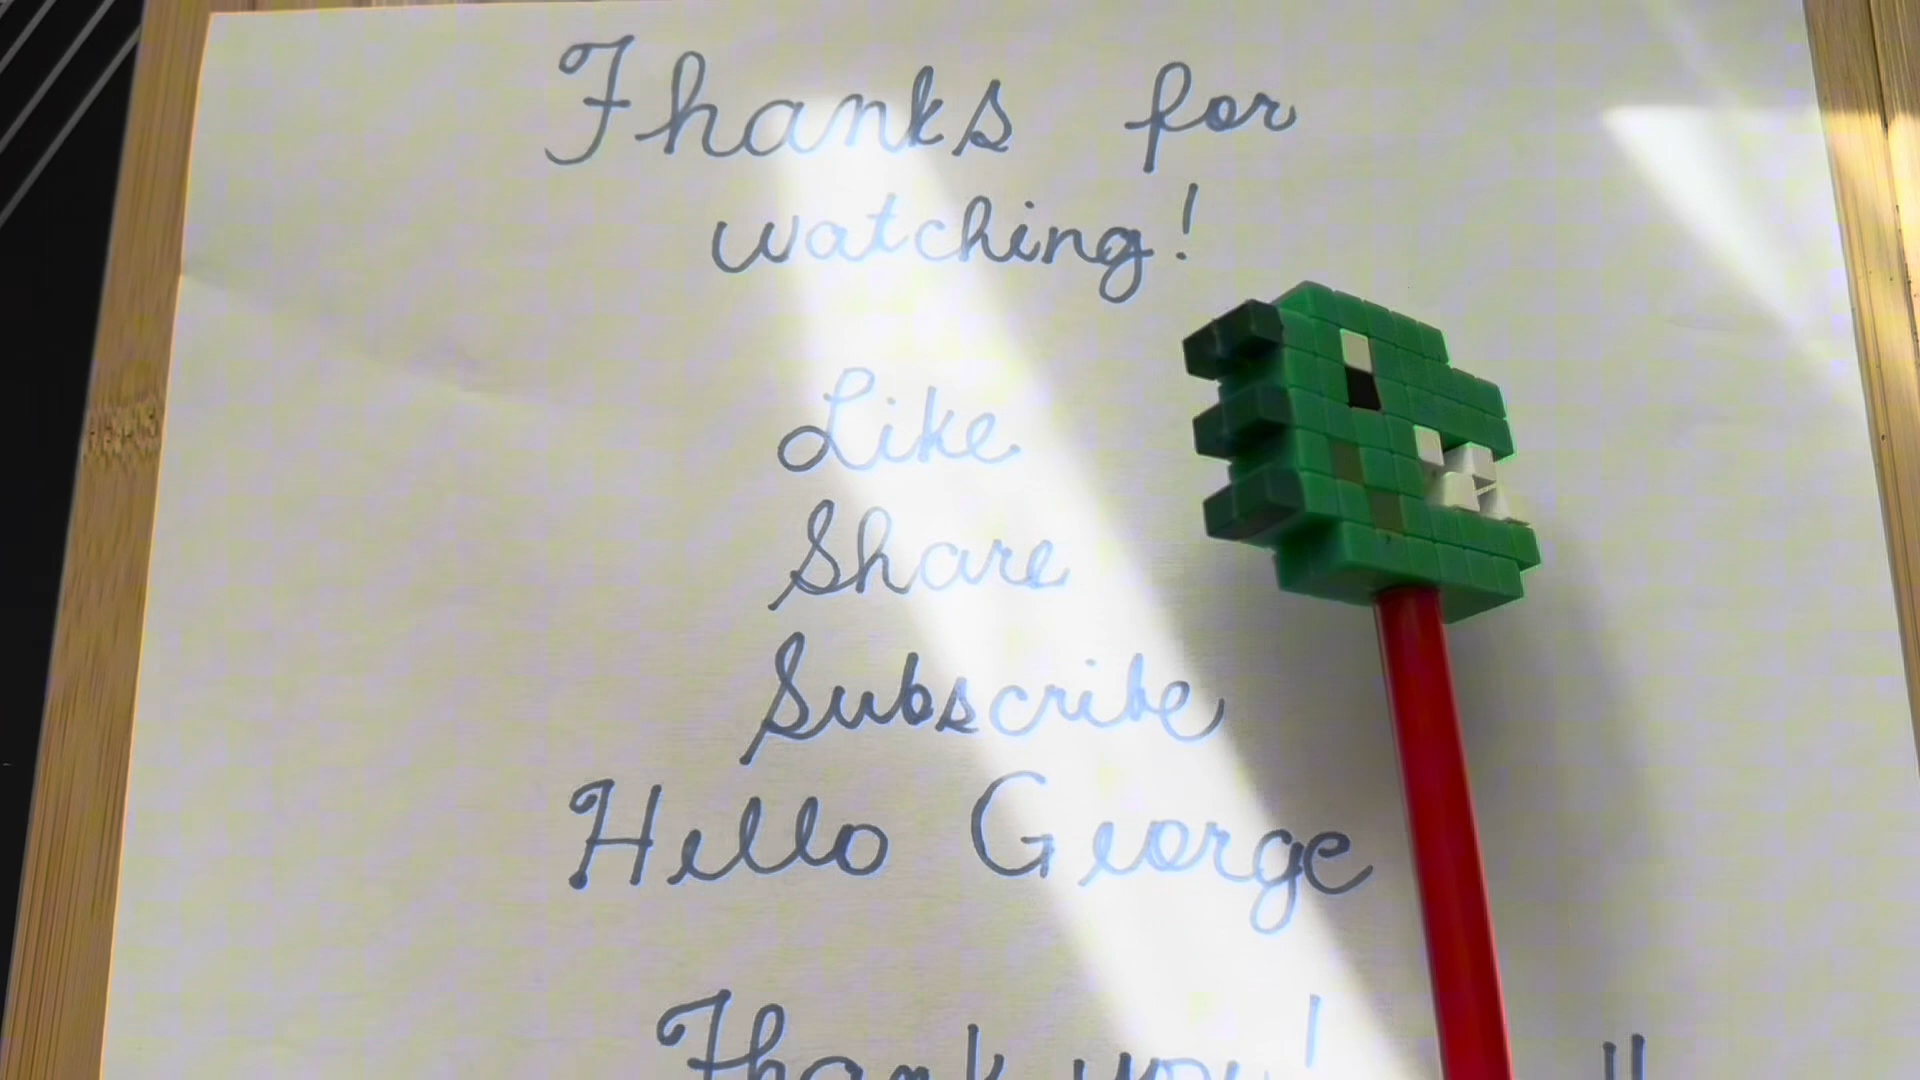 Thanks for
watching!
Like
Share
Subscribe
Hello George
Thank you!